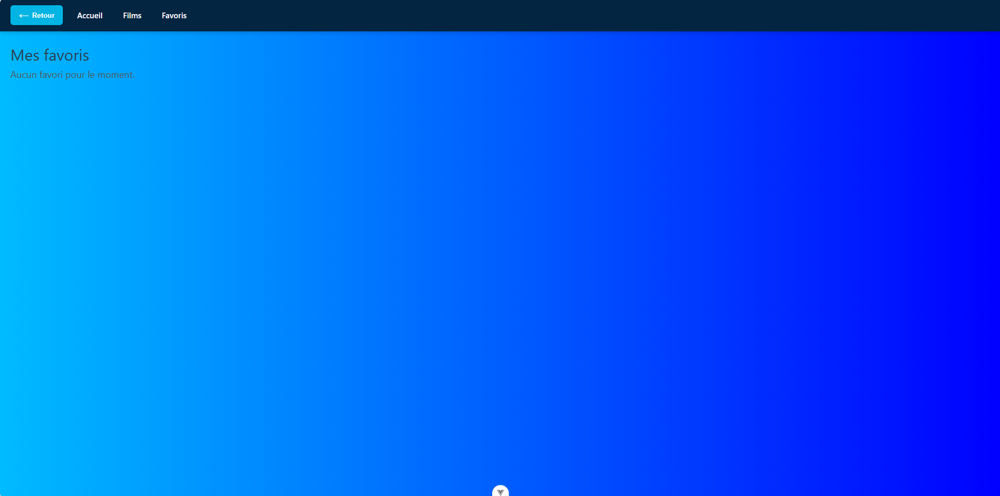 ← Retour Accueil Films Favoris
Mes favoris
Aucun favori pour le moment.